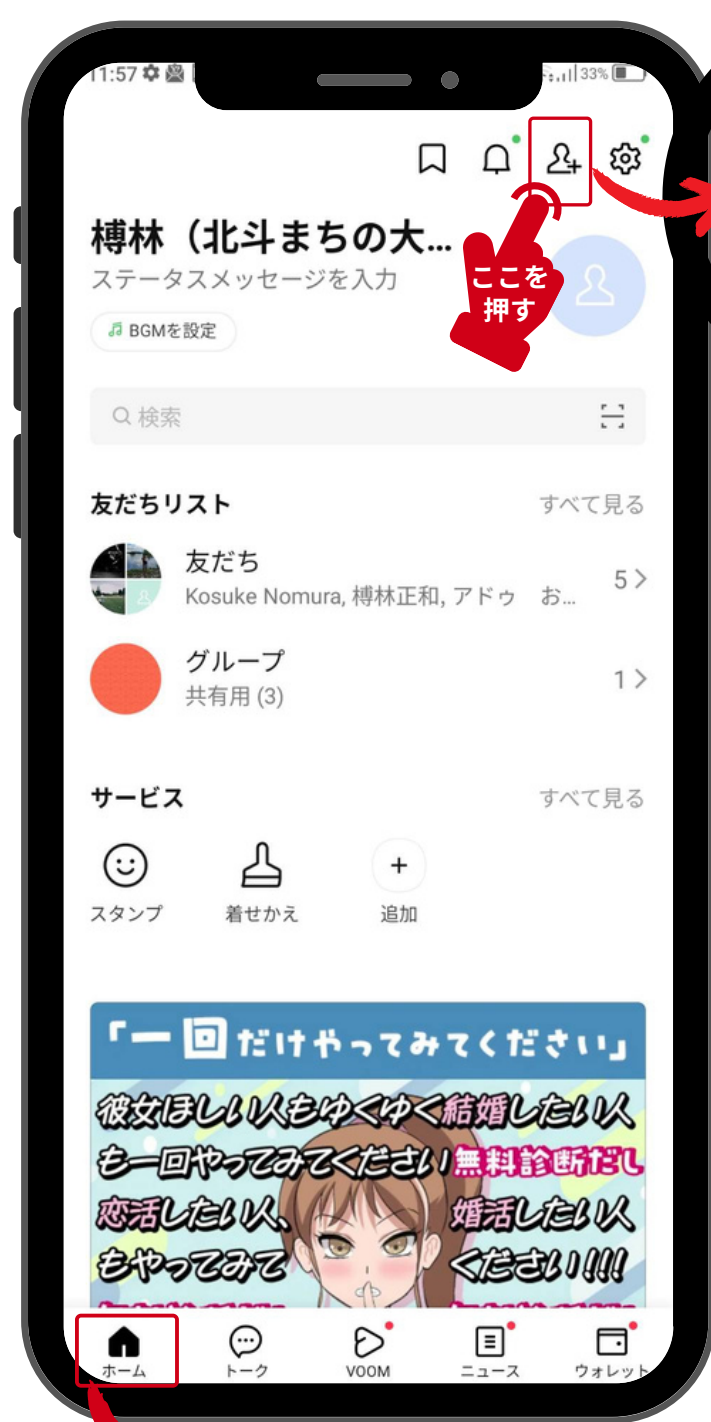 11:57
33%
榑林（北斗まちの大...
ステータスメッセージを入力
ここを
押す
BGMを設定
検索
友だちリスト
すべて見る
友だち
Kosuke Nomura, 榑林正和, アドゥ　お...
5
グループ
共有用 (3)
1
サービス
すべて見る
スタンプ
着せかえ
追加
「一回だけやってみてください」
彼女ほしい人もゆくゆく結婚したい人
も一回やってみてください無料診断だし
恋活したい人、婚活したい人
もやってみてください!!!
ホーム
トーク
VOOM
ニュース
ウォレット